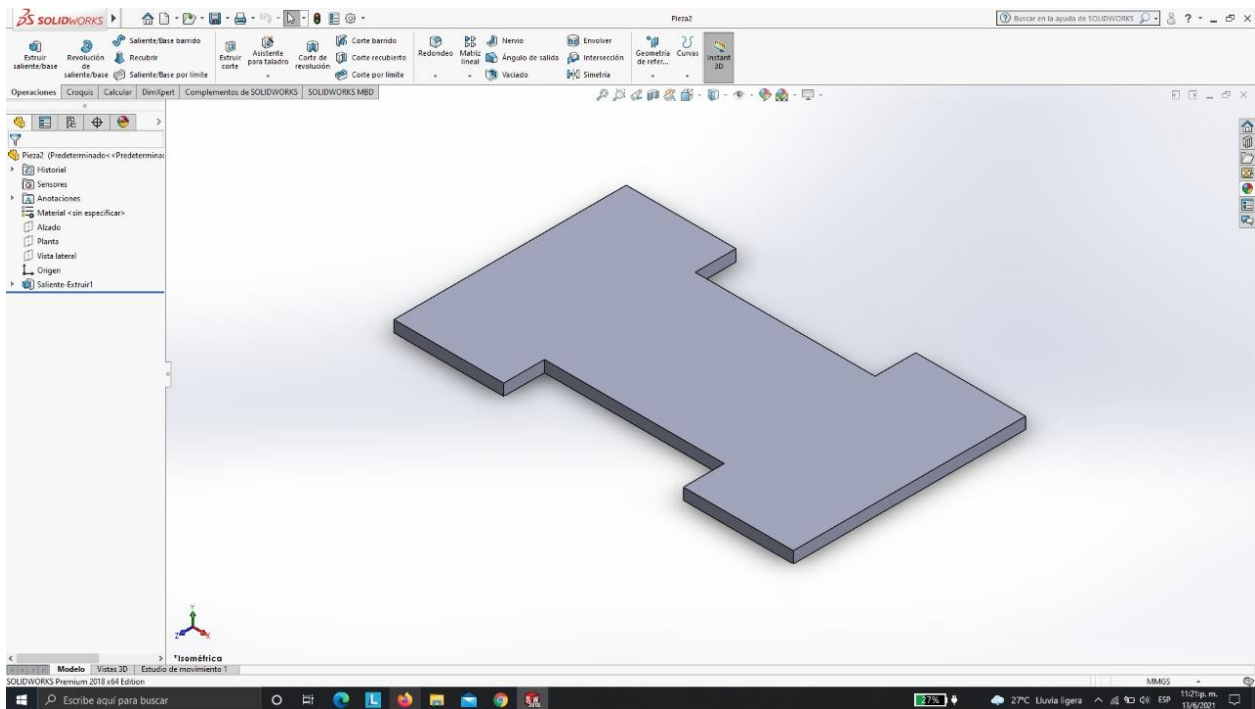 SOLIDWORKS
Pieza2
Buscar en la ayuda de SOLIDWORKS
Extruir saliente/base
Revolución de saliente/base
Saliente/Base barrido
Recubrir
Saliente/Base por límite
Extruir corte
Asistente para taladro
Corte de revolución
Corte barrido
Corte recubierto
Corte por límite
Redondeo
Matriz lineal
Nervio
Ángulo de salida
Vaciado
Envolver
Intersección
Simetría
Geometría de refer...
Curvas
Instant 3D
Operaciones Croquis Calcular DimXpert Complementos de SOLIDWORKS SOLIDWORKS MBD
Pieza2 (Predeterminado<<Predetermina
Historial
Sensores
Anotaciones
Material <sin especificar>
Alzado
Planta
Vista lateral
Origen
Saliente-Extruir1
Y
Z
X
*Isométrica
Modelo Vistas 3D Estudio de movimiento 1
SOLIDWORKS Premium 2018 x64 Edition
MMGS
Escribe aquí para buscar
27%
27°C Lluvia ligera
ESP
11:21p. m.
13/6/2021